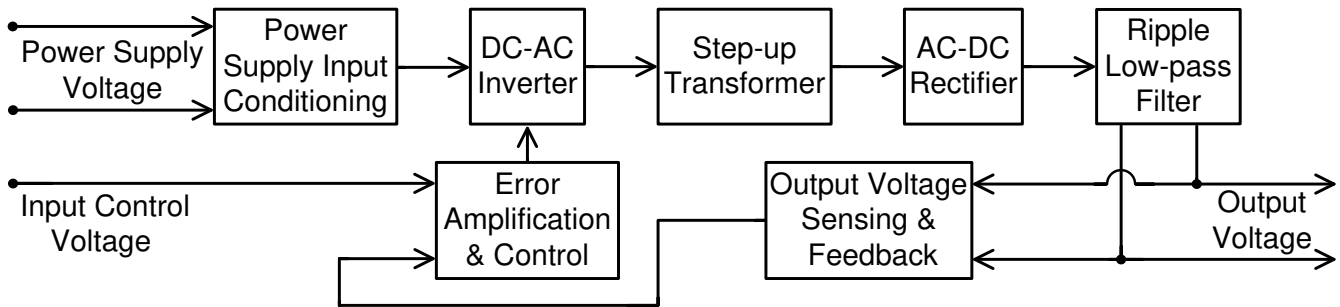 Power Supply
Voltage
Power
Supply Input
Conditioning
DC-AC
Inverter
Step-up
Transformer
AC-DC
Rectifier
Ripple
Low-pass
Filter
Input Control
Voltage
Error
Amplification
& Control
Output Voltage
Sensing &
Feedback
Output
Voltage